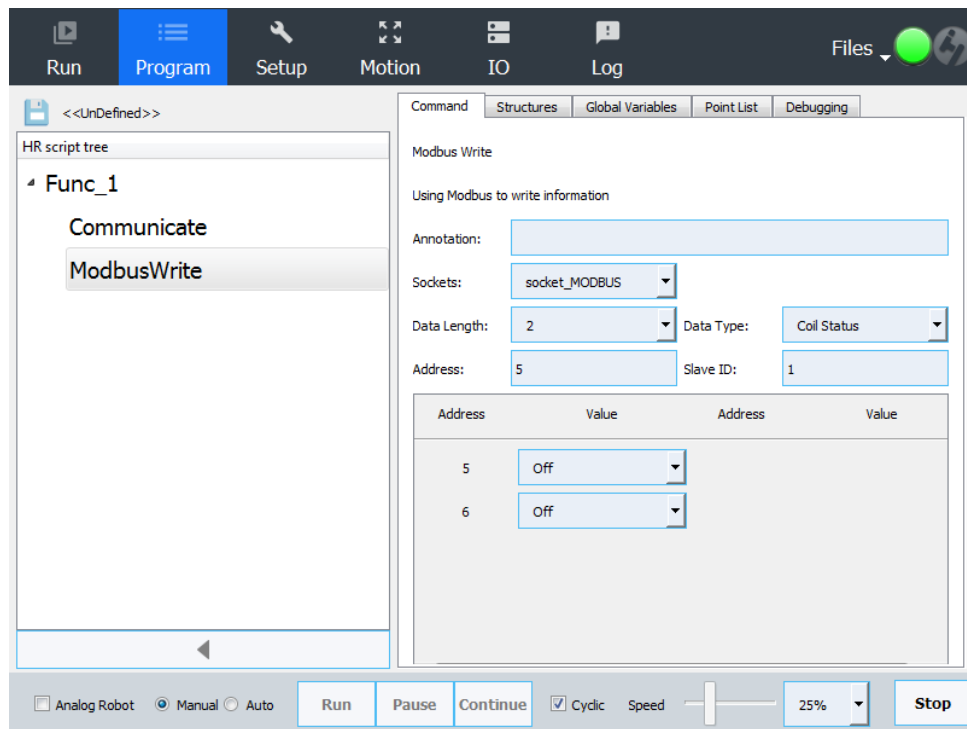 Run Program Setup Motion IO Log Files
<<UnDefined>>
HR script tree
Func_1
Communicate
ModbusWrite
Command Structures Global Variables Point List Debugging
Modbus Write
Using Modbus to write information
Annotation:
Sockets: socket_MODBUS
Data Length: 2 Data Type: Coil Status
Address: 5 Slave ID: 1
Address Value Address Value
5 Off
6 Off
Analog Robot Manual Auto Run Pause Continue Cyclic Speed 25% Stop